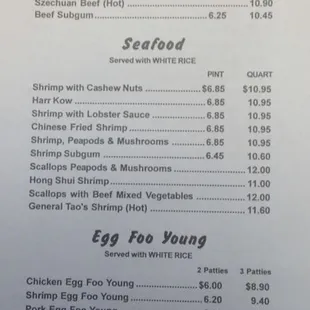 Szechuan Beef (Hot) ........ 10.90
Beef Subgum........ 6.25 10.45
Seafood
Served with WHITE RICE
PINT QUART
Shrimp with Cashew Nuts ........ $6.85 $10.95
Harr Kow ........ 6.85 10.95
Shrimp with Lobster Sauce ........ 6.85 10.95
Chinese Fried Shrimp ........ 6.85 10.95
Shrimp, Peapods & Mushrooms ........ 6.85 10.95
Shrimp Subgum ........ 6.45 10.60
Scallops Peapods & Mushrooms ........ 12.00
Hong Shui Shrimp ........ 11.00
Scallops with Beef Mixed Vegetables ........ 12.00
General Tao's Shrimp (Hot) ........ 11.60
Egg Foo Young
Served with WHITE RICE
2 Patties 3 Patties
Chicken Egg Foo Young ........ $6.00 $8.90
Shrimp Egg Foo Young ........ 6.20 9.40
Pork Egg Foo Young